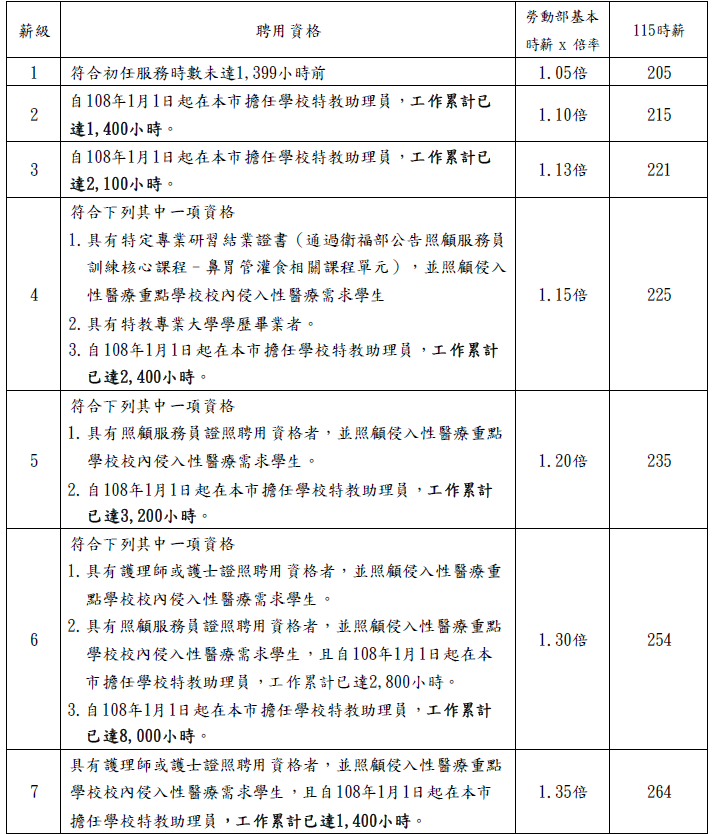 薪級 聘用資格 勞動部基本 115時薪
時薪 x 倍率
1 符合初任服務時數未達1,399小時前 1.05倍 205
自108年1月1日起在本市擔任學校特教助理員，工作累計已
2 達1,400小時。 1.10倍 215
自108年1月1日起在本市擔任學校特教助理員，工作累計已
3 達2,100小時。 1.13倍 221
符合下列其中一項資格
1. 具有特定專業研習結業證書（通過衛福部公告照顧服務員
訓練核心課程－鼻胃管灌食相關課程單元），並照顧侵入
4 性醫療重點學校校內侵入性醫療需求學生 1.15倍 225
2. 具有特教專業大學學歷畢業者。
3. 自108年1月1日起在本市擔任學校特教助理員，工作累計
已達2,400小時。
符合下列其中一項資格
1. 具有照顧服務員證照聘用資格者，並照顧侵入性醫療重點
5 學校校內侵入性醫療需求學生。 1.20倍 235
2. 自108年1月1日起在本市擔任學校特教助理員，工作累計
已達3,200小時。
符合下列其中一項資格
1. 具有護理師或護士證照聘用資格者，並照顧侵入性醫療重
點學校校內侵入性醫療需求學生。
2. 具有照顧服務員證照聘用資格者，並照顧侵入性醫療重點
6 學校校內侵入性醫療需求學生，且自108年1月1日起在本 1.30倍 254
市擔任學校特教助理員，工作累計已達2,800小時。
3. 自108年1月1日起在本市擔任學校特教助理員，工作累計
已達8,000小時。
具有護理師或護士證照聘用資格者，並照顧侵入性醫療重點
7 學校校內侵入性醫療需求學生，且自108年1月1日起在本市 1.35倍 264
擔任學校特教助理員，工作累計已達1,400小時。